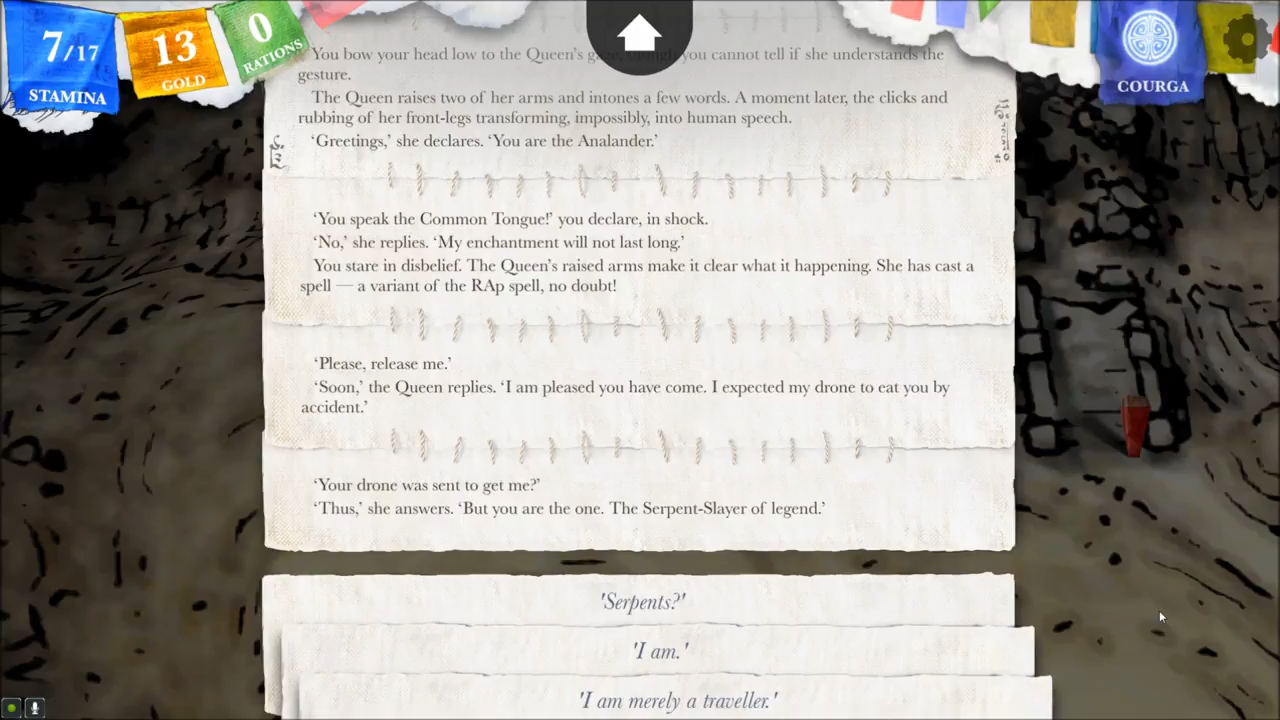 7/17
STAMINA
13
GOLD
0
RATIONS
COURGA
You bow your head low to the Queen's gaze, though you cannot tell if she understands the
gesture.
The Queen raises two of her arms and intones a few words. A moment later, the clicks and
rubbing of her front-legs transforming, impossibly, into human speech.
'Greetings,' she declares. 'You are the Analander.'
'You speak the Common Tongue!' you declare, in shock.
'No,' she replies. 'My enchantment will not last long.'
You stare in disbelief. The Queen's raised arms make it clear what it happening. She has cast a
spell — a variant of the RAp spell, no doubt!
'Please, release me.'
'Soon,' the Queen replies. 'I am pleased you have come. I expected my drone to eat you by
accident.'
'Your drone was sent to get me?'
'Thus,' she answers. 'But you are the one. The Serpent-Slayer of legend.'
'Serpents?'
'I am.'
'I am merely a traveller.'